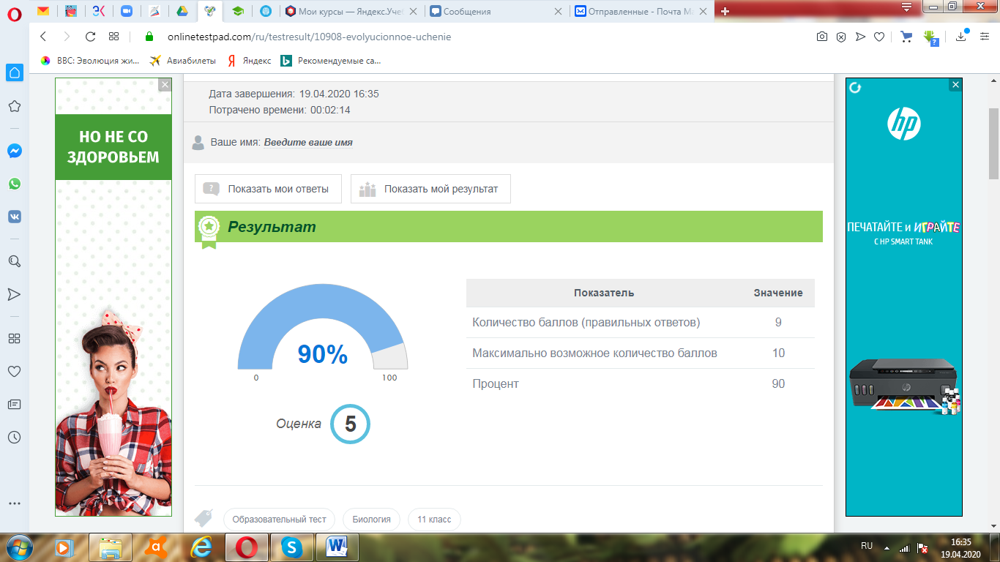 Мои курсы — Яндекс.Уче
Сообщения
Отправленные - Почта Ma
onlinetestpad.com/ru/testresult/10908-evolyucionnoe-uchenie
BBC: Эволюция жи...
Авиабилеты
Яндекс
Рекомендуемые са...
НО НЕ СО
ЗДОРОВЬЕМ
Дата завершения: 19.04.2020 16:35
Потрачено времени: 00:02:14
Ваше имя: Введите ваше имя
Показать мои ответы
Показать мой результат
Результат
90%
0
100
Оценка 5
Показатель Значение
Количество баллов (правильных ответов) 9
Максимально возможное количество баллов 10
Процент 90
Образовательный тест
Биология
11 класс
hp
ПЕЧАТАЙТЕ и ИГРАЙТЕ
С HP SMART TANK
RU
16:35
19.04.2020